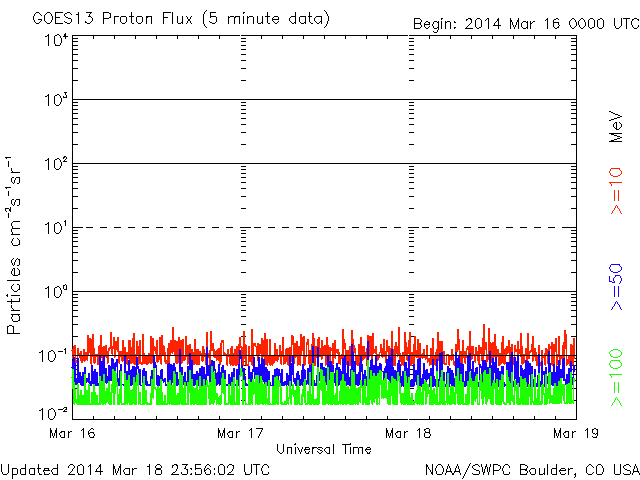 GOES13 Proton Flux (5 minute data)
Begin: 2014 Mar 16 0000 UTC
Particles cm⁻²s⁻¹sr⁻¹
10⁴
10³
10²
10¹
10⁰
10⁻¹
10⁻²
MeV
>=10
>=50
>=100
Mar 16
Mar 17
Mar 18
Mar 19
Universal Time
Updated 2014 Mar 18 23:56:02 UTC
NOAA/SWPC Boulder, CO USA